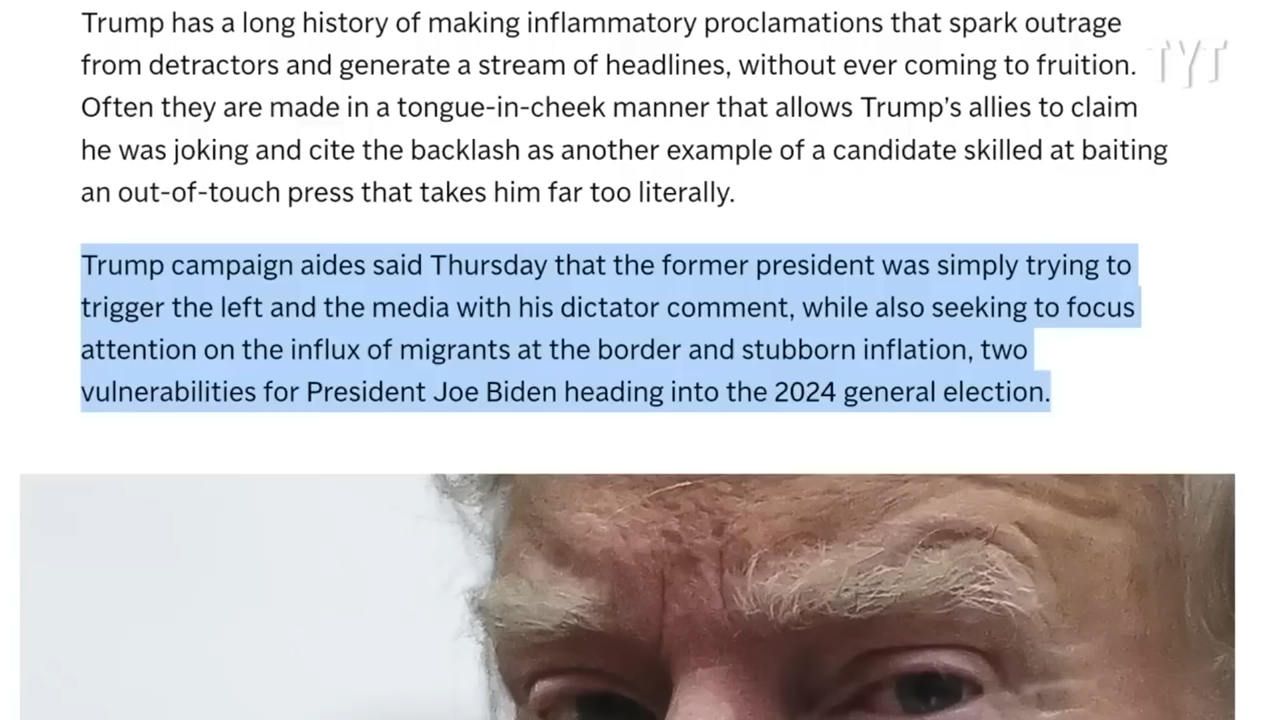 Trump has a long history of making inflammatory proclamations that spark outrage
from detractors and generate a stream of headlines, without ever coming to fruition.
TYT
Often they are made in a tongue-in-cheek manner that allows Trump's allies to claim
he was joking and cite the backlash as another example of a candidate skilled at baiting
an out-of-touch press that takes him far too literally.
Trump campaign aides said Thursday that the former president was simply trying to
trigger the left and the media with his dictator comment, while also seeking to focus
attention on the influx of migrants at the border and stubborn inflation, two
vulnerabilities for President Joe Biden heading into the 2024 general election.